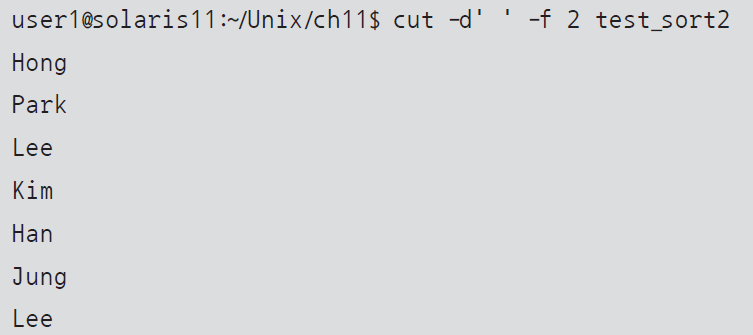 user1@solaris11:~/Unix/ch11$ cut -d' ' -f 2 test_sort2
Hong
Park
Lee
Kim
Han
Jung
Lee